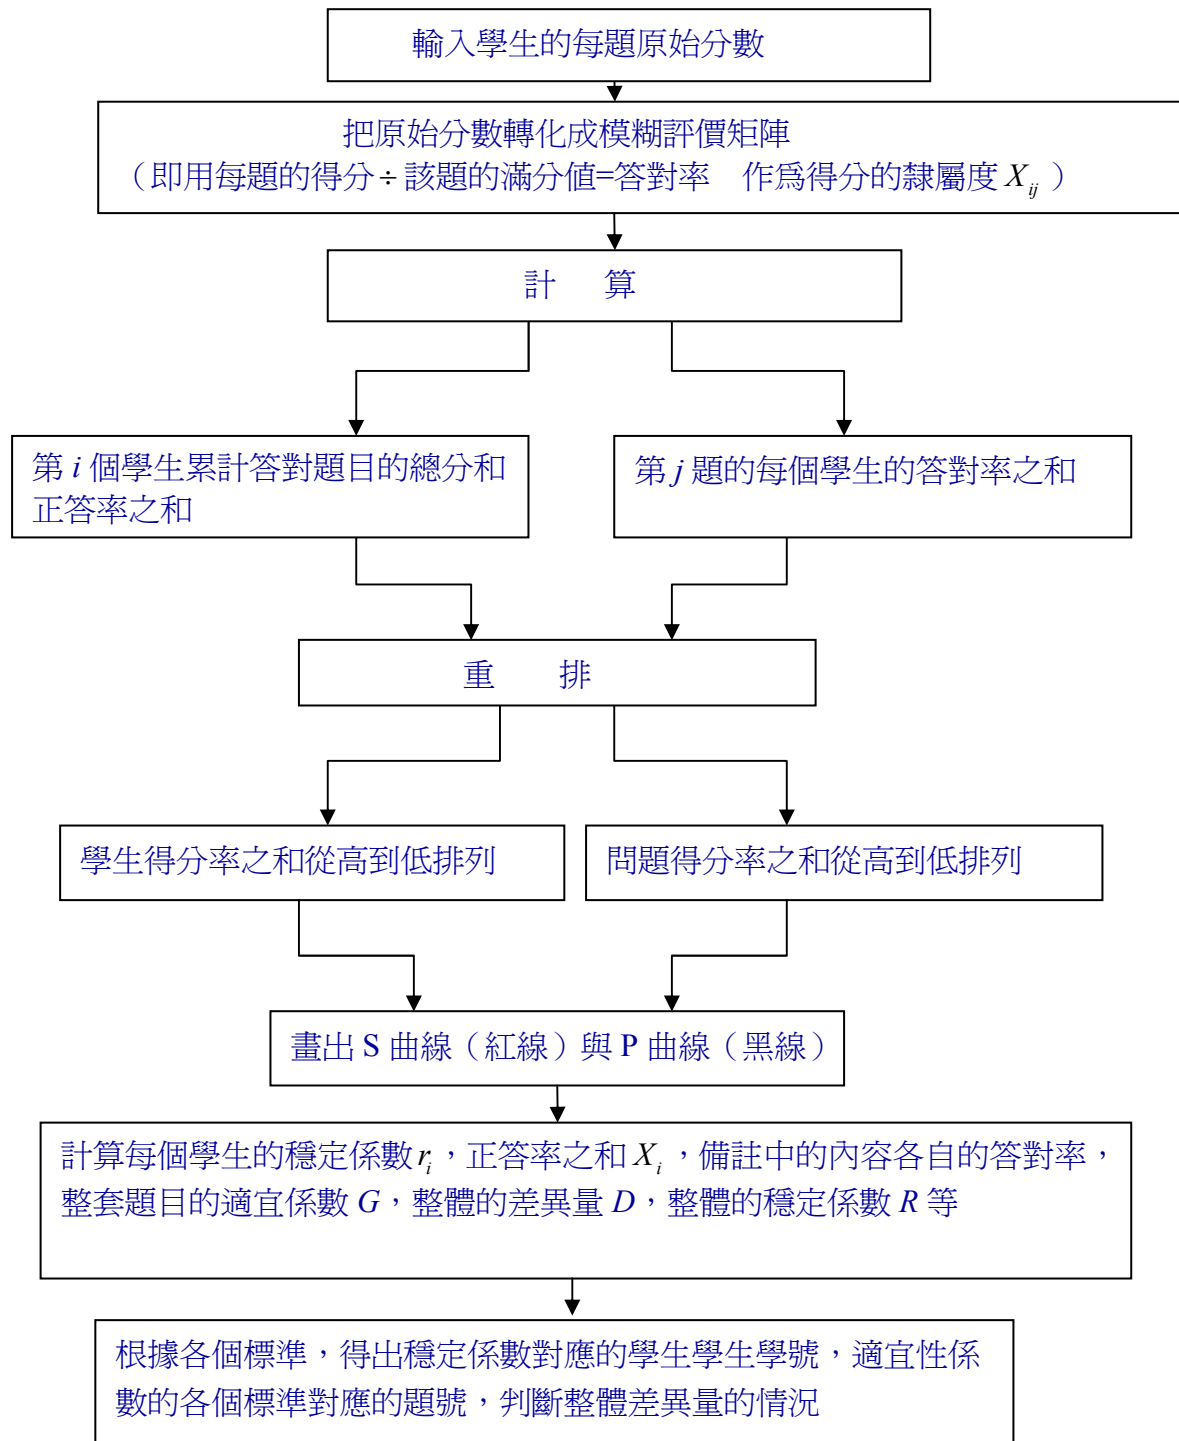 輸入學生的每題原始分數
把原始分數轉化成模糊評價矩陣
（即用每題的得分÷該題的滿分值=答對率　作爲得分的隸屬度 X_{ij}）
計　算
第 i 個學生累計答對題目的總分和
正答率之和
第 j 題的每個學生的答對率之和
重　排
學生得分率之和從高到低排列
問題得分率之和從高到低排列
畫出 S 曲線（紅線）與 P 曲線（黑線）
計算每個學生的穩定係數 r_i，正答率之和 X_i，備註中的內容各自的答對率，
整套題目的適宜係數 G，整體的差異量 D，整體的穩定係數 R 等
根據各個標準，得出穩定係數對應的學生學生學號，適宜性係
數的各個標準對應的題號，判斷整體差異量的情況